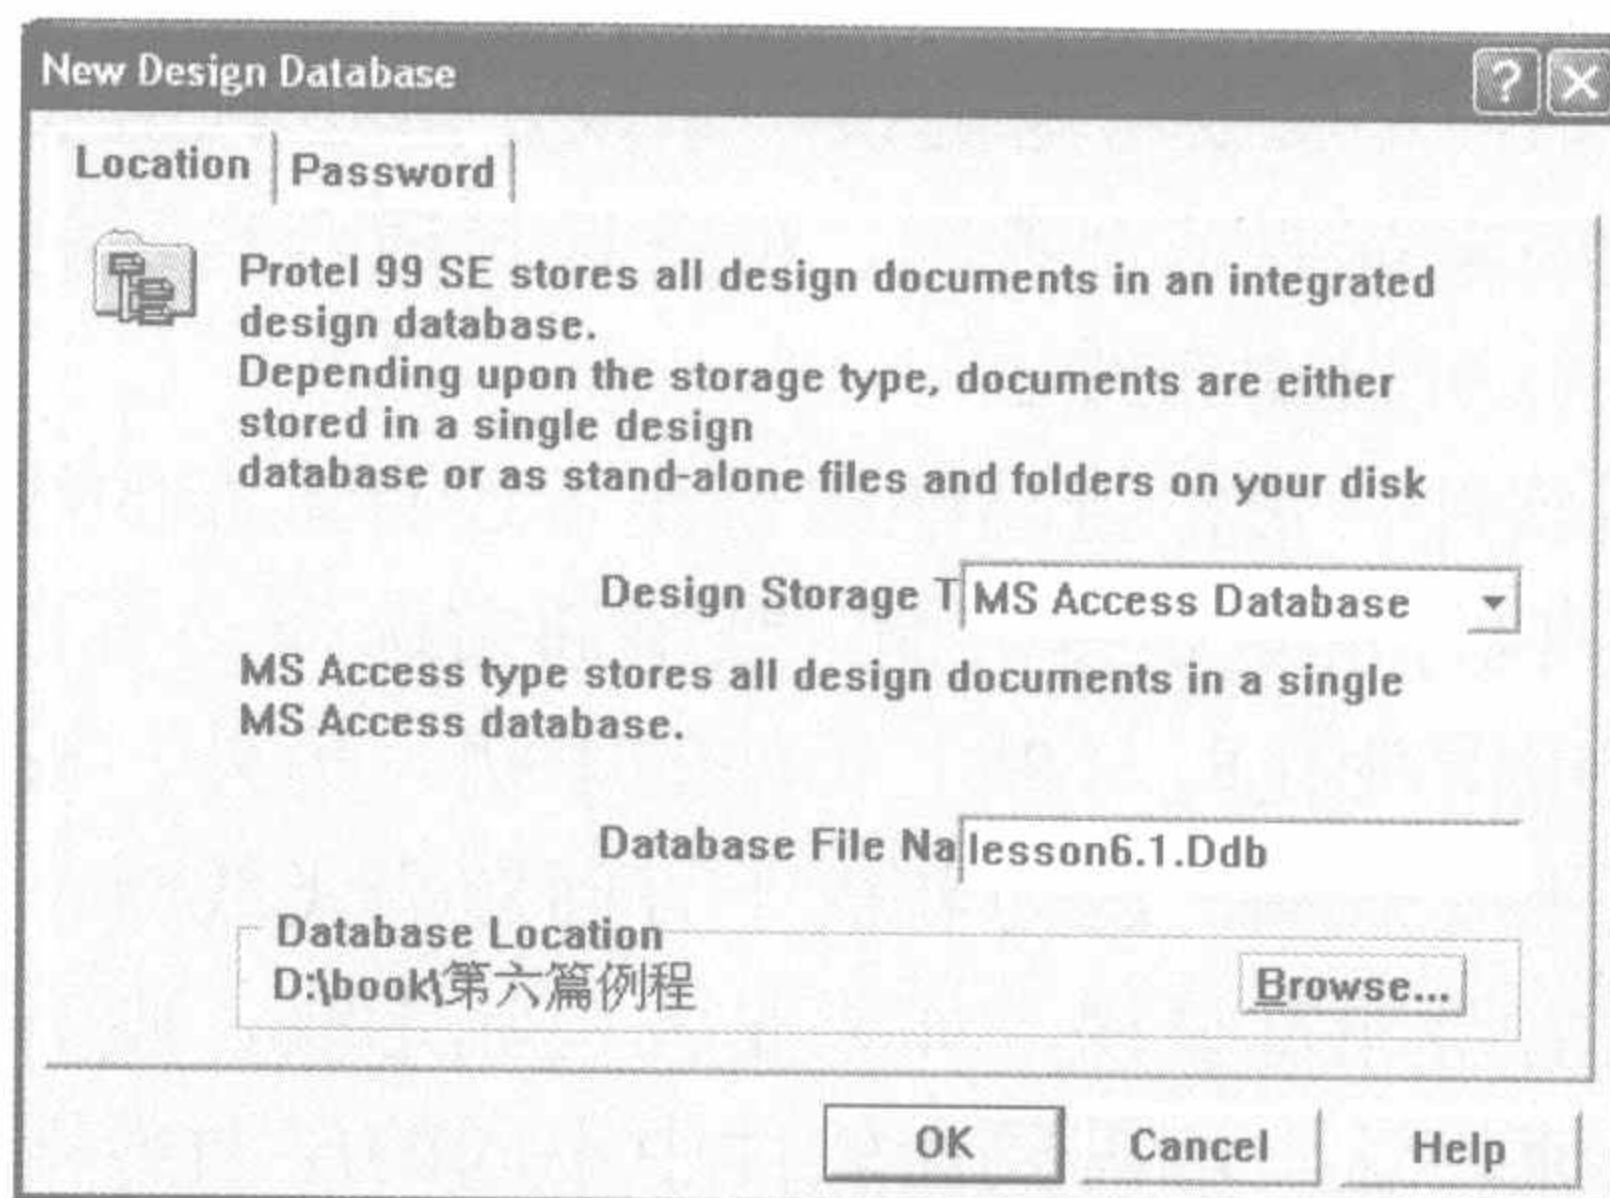 New Design Database
Location
Password
Protel 99 SE stores all design documents in an integrated
design database.
Depending upon the storage type, documents are either
stored in a single design
database or as stand-alone files and folders on your disk
Design Storage T
MS Access Database
MS Access type stores all design documents in a single
MS Access database.
Database File Na
lesson6.1.Ddb
Database Location
D:\book\第六篇例程
Browse...
OK
Cancel
Help